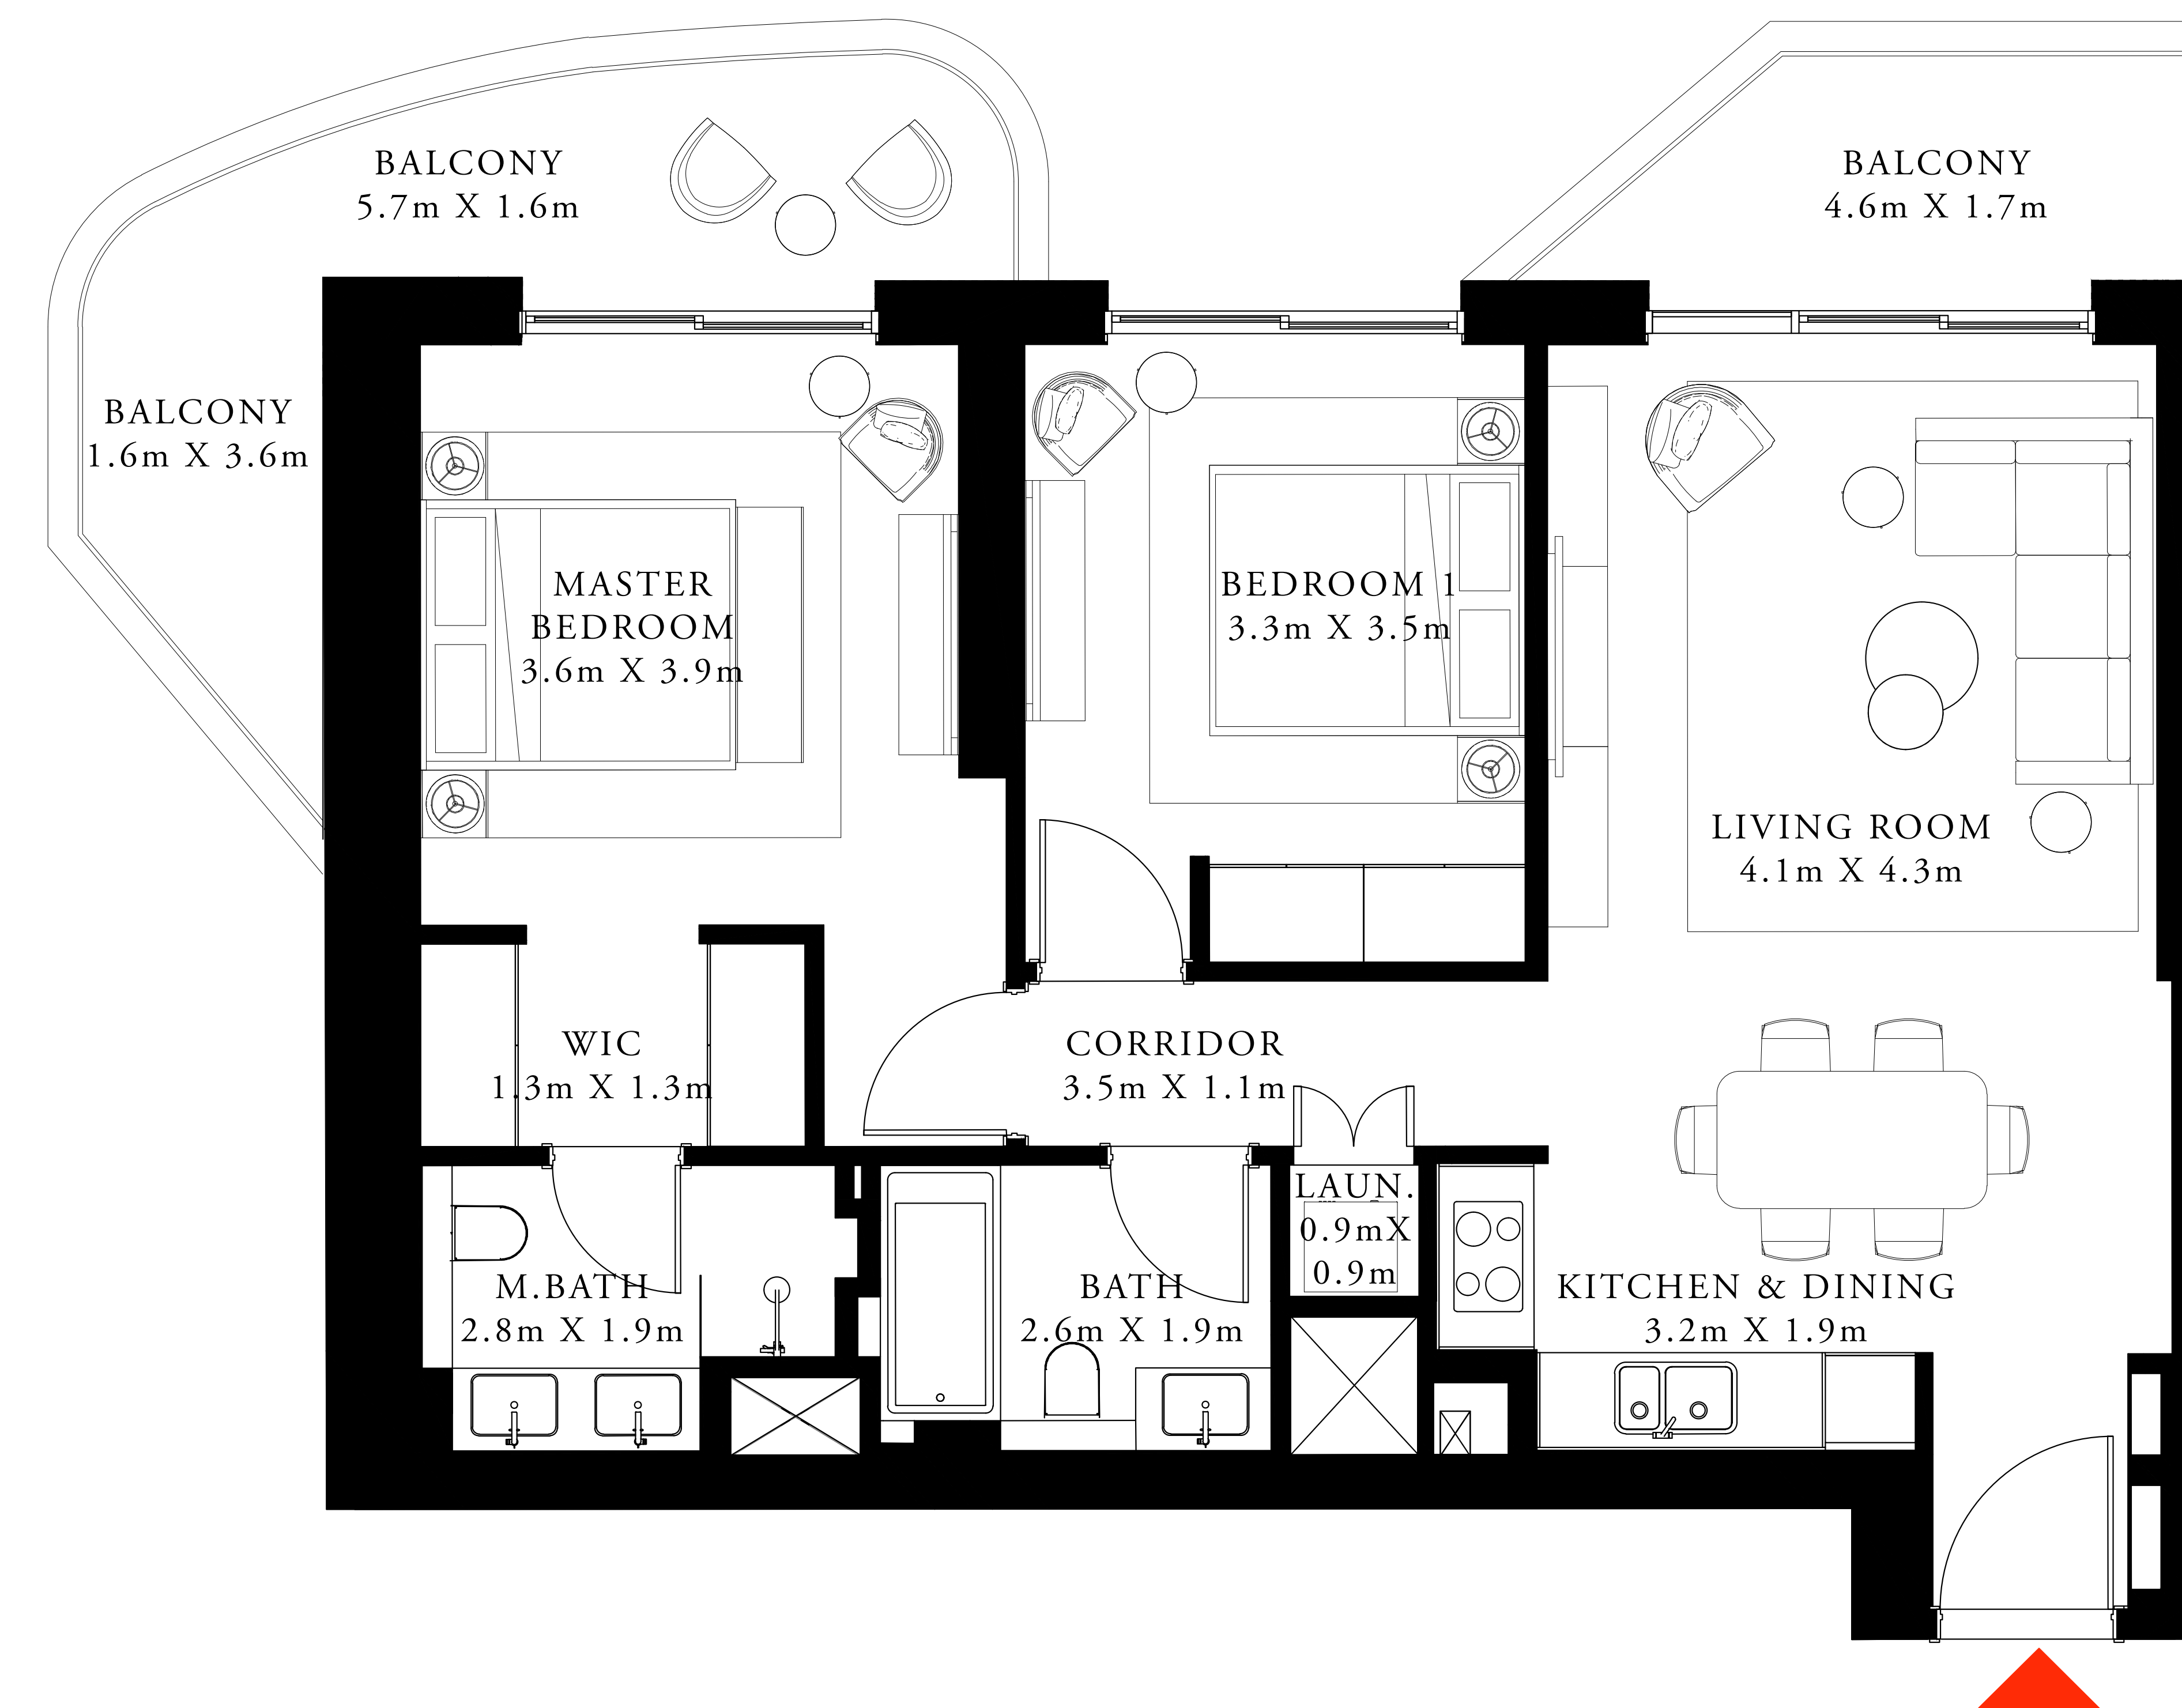 BALCONY
5.7m X 1.6m
BALCONY
4.6m X 1.7m
BALCONY
1.6m X 3.6m
MASTER
BEDROOM
3.6m X 3.9m
BEDROOM 1
3.3m X 3.5m
LIVING ROOM
4.1m X 4.3m
WIC
1.3m X 1.3m
CORRIDOR
3.5m X 1.1m
LAUN.
0.9mX
0.9m
M.BATH
2.8m X 1.9m
BATH
2.6m X 1.9m
KITCHEN & DINING
3.2m X 1.9m